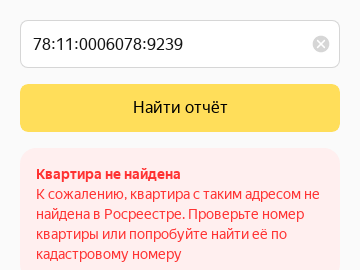 78:11:0006078:9239
Найти отчёт
Квартира не найдена
К сожалению, квартира с таким адресом не
найдена в Росреестре. Проверьте номер
квартиры или попробуйте найти её по
кадастровому номеру